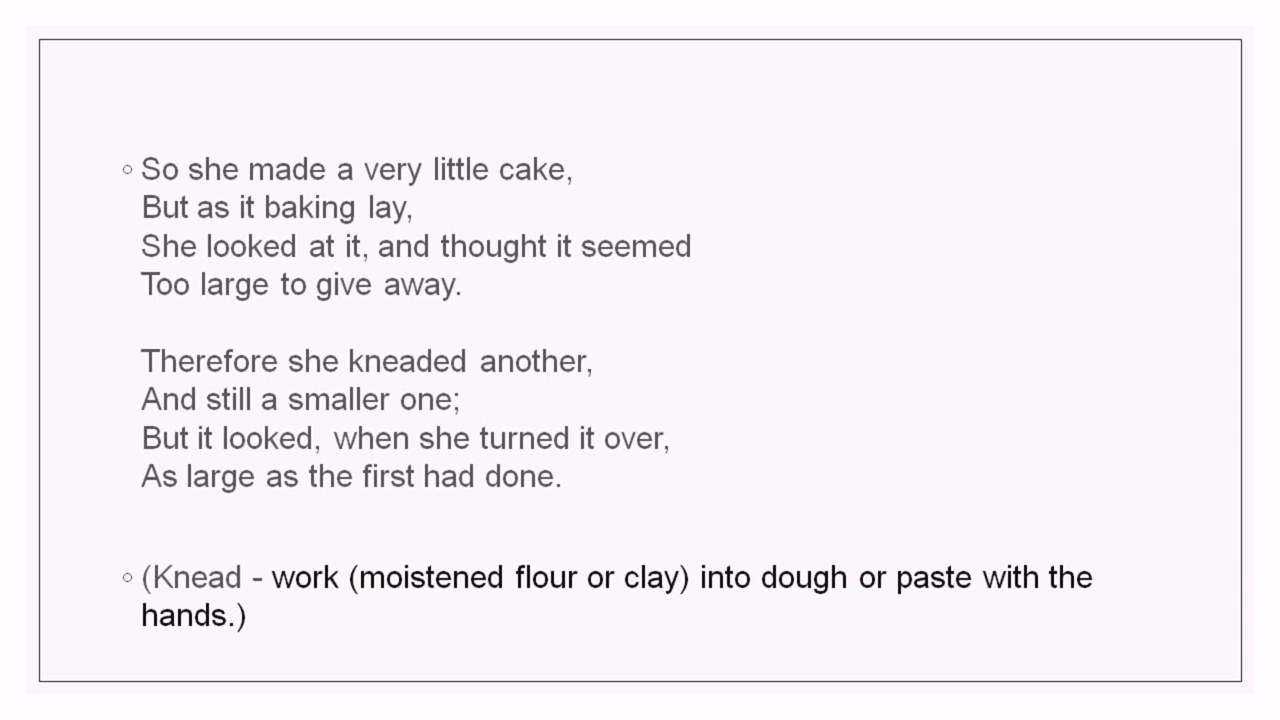 So she made a very little cake,
But as it baking lay,
She looked at it, and thought it seemed
Too large to give away.
Therefore she kneaded another,
And still a smaller one;
But it looked, when she turned it over,
As large as the first had done.
(Knead - work (moistened flour or clay) into dough or paste with the
hands.)